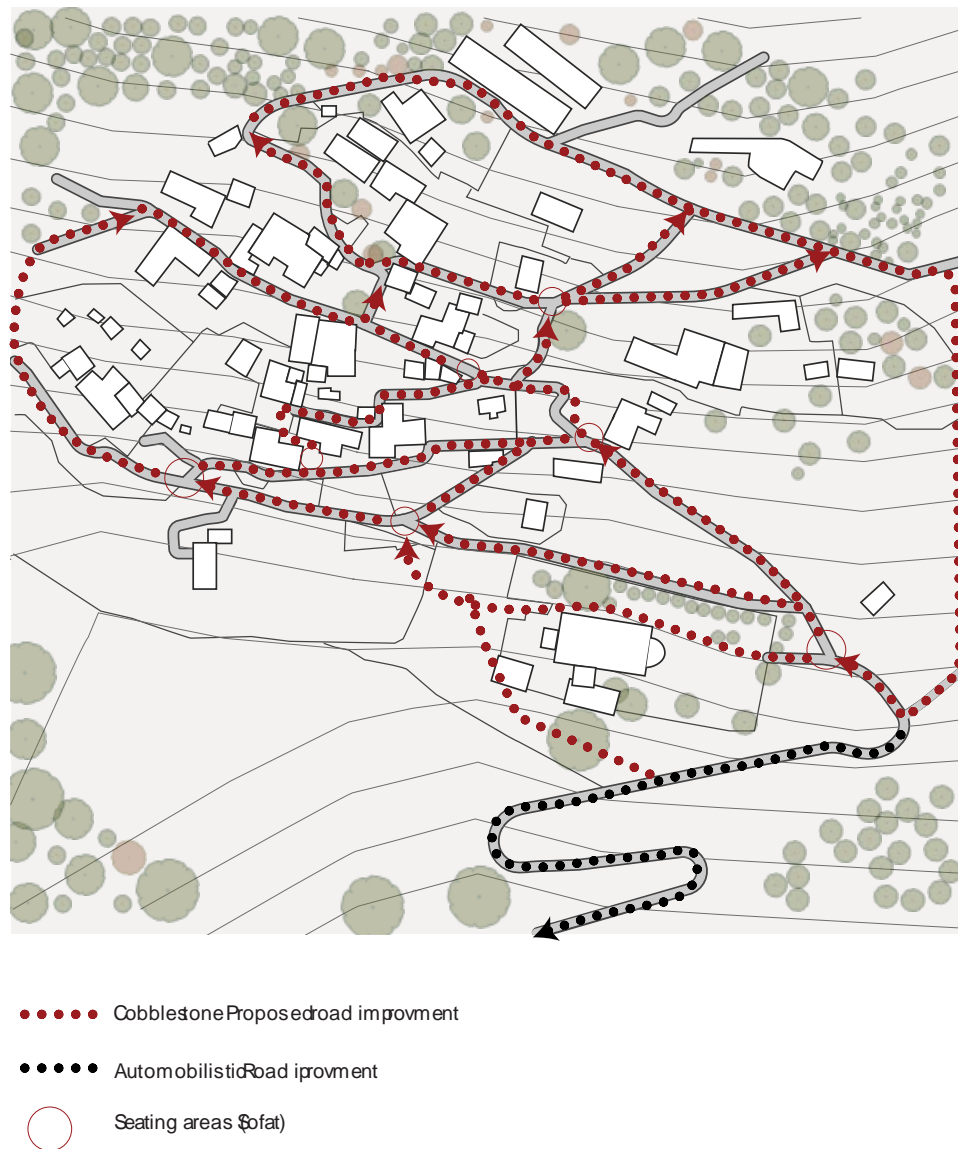 Cobblestone Proposed road improvment
Automobilistic Road iprovment
Seating areas (Sofat)